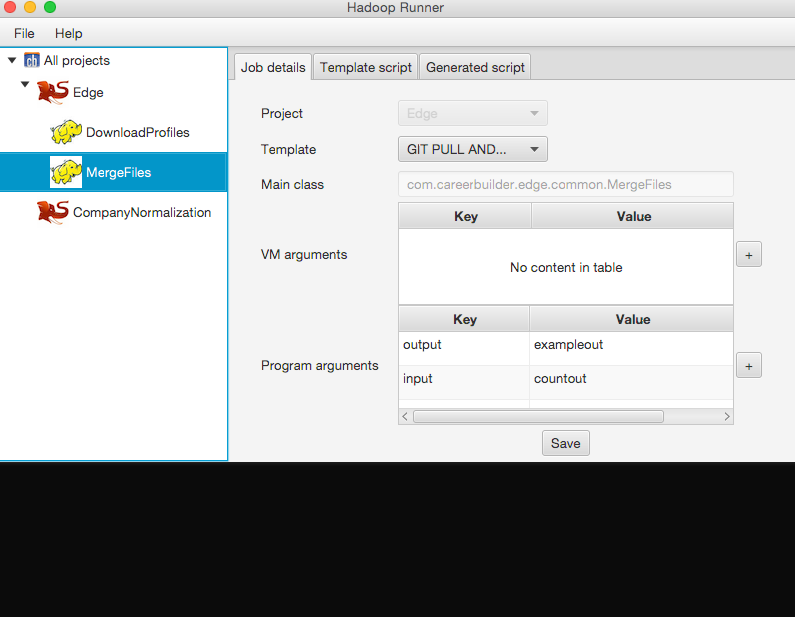 Hadoop Runner
File Help
cb All projects
Edge
DownloadProfiles
MergeFiles
CompanyNormalization
Job details Template script Generated script
Project Edge
Template GIT PULL AND...
Main class com.careerbuilder.edge.common.MergeFiles
Key Value
VM arguments No content in table +
Key Value
output exampleout
Program arguments +
input countout
Save